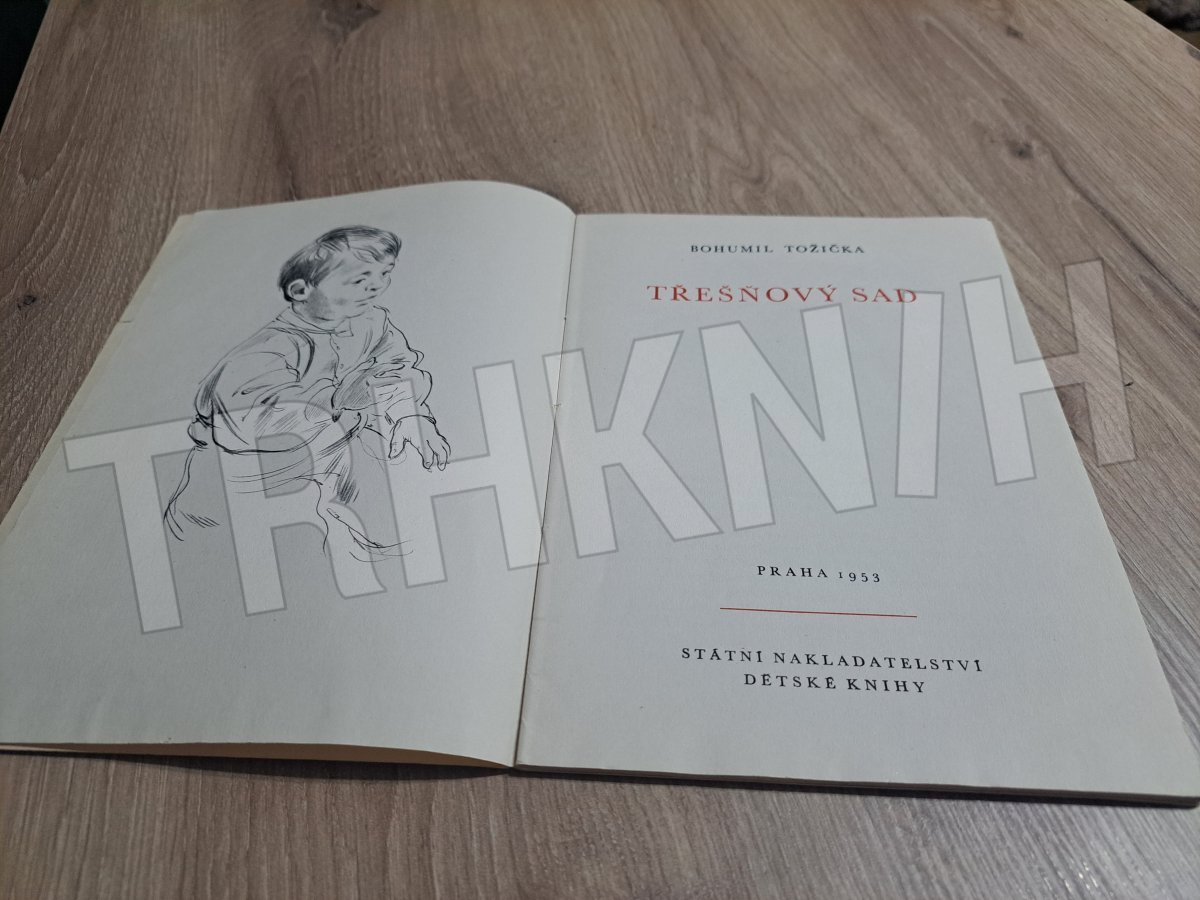 BOHUMIL TOŽIČKA
TŘEŠŇOVÝ SAD
TRHKNIH
PRAHA 1953
STÁTNÍ NAKLADATELSTVÍ
DĚTSKÉ KNIHY